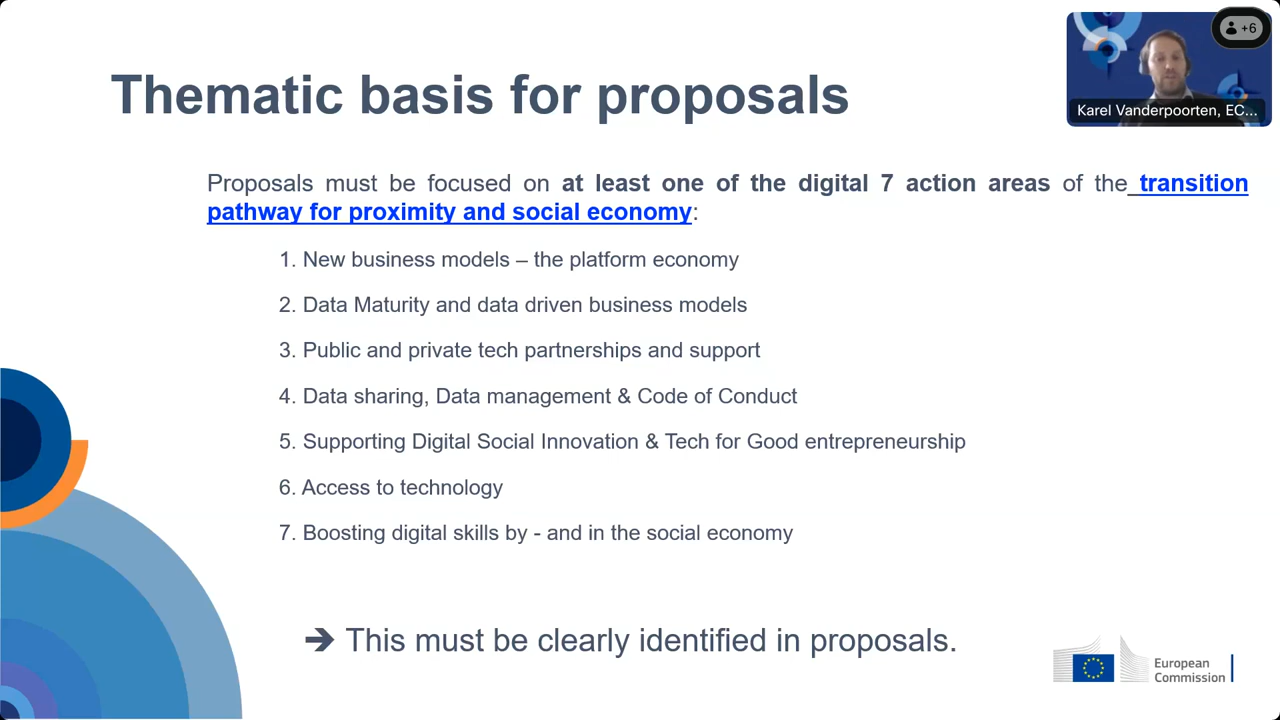 +6
Karel Vanderpoorten, EC...
Thematic basis for proposals
Proposals must be focused on at least one of the digital 7 action areas of the transition
pathway for proximity and social economy:
1. New business models – the platform economy
2. Data Maturity and data driven business models
3. Public and private tech partnerships and support
4. Data sharing, Data management & Code of Conduct
5. Supporting Digital Social Innovation & Tech for Good entrepreneurship
6. Access to technology
7. Boosting digital skills by - and in the social economy
➔ This must be clearly identified in proposals.
European
Commission